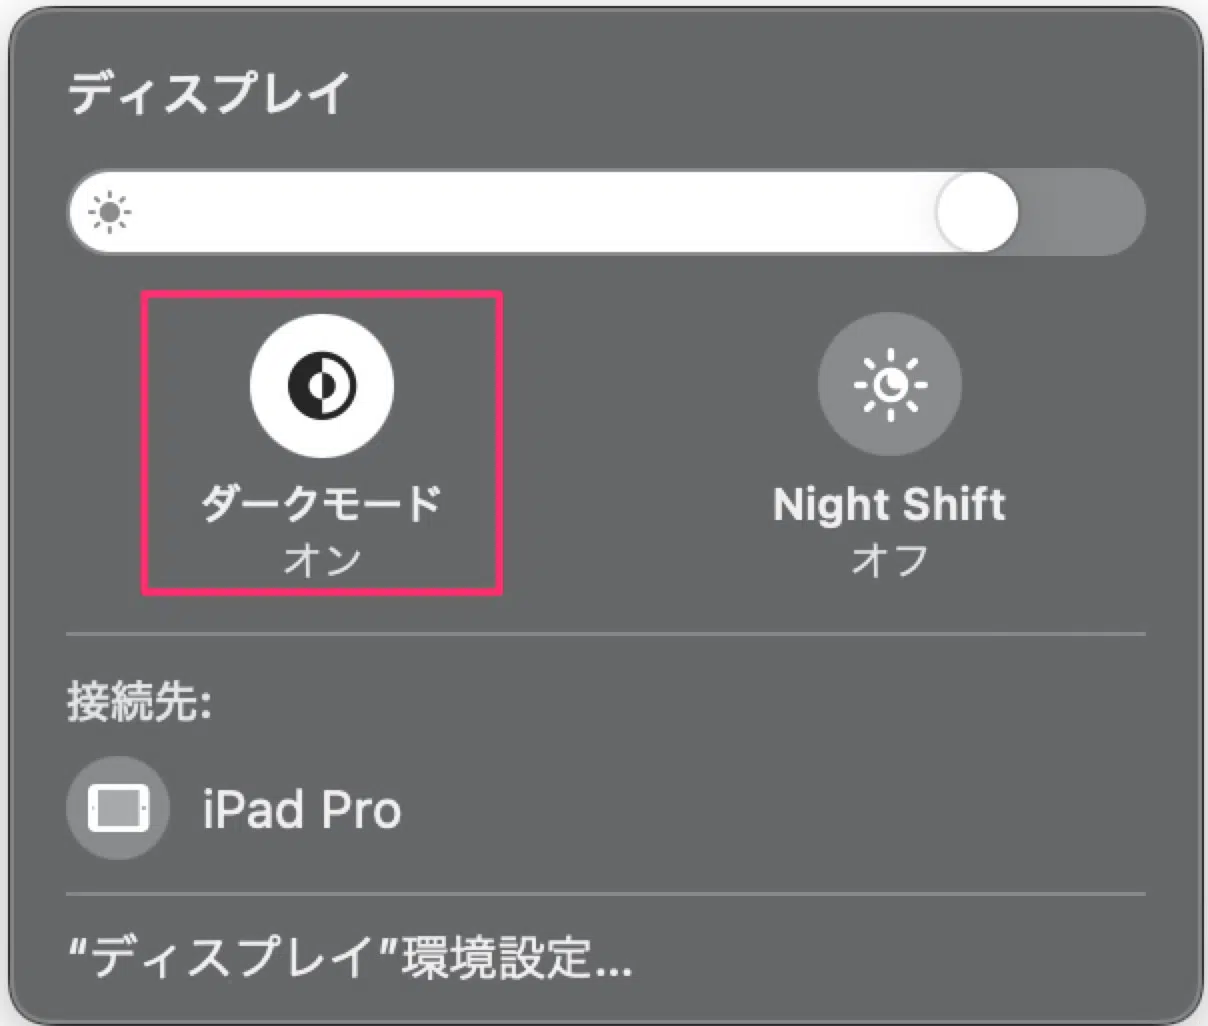 ディスプレイ
ダークモード
オン
Night Shift
オフ
接続先:
iPad Pro
“ディスプレイ”環境設定...